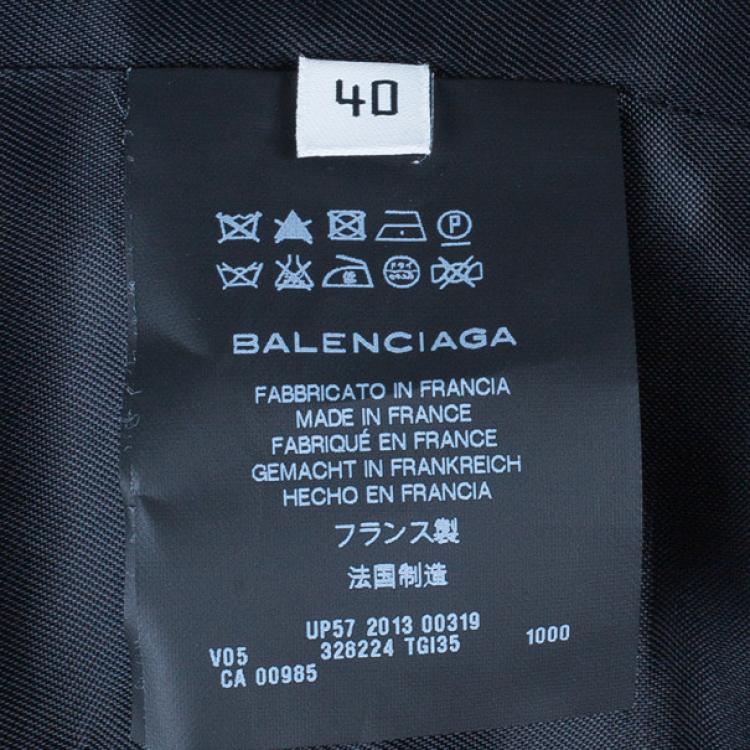 40
P
BALENCIAGA
FABBRICATO IN FRANCIA
MADE IN FRANCE
FABRIQUÉ EN FRANCE
GEMACHT IN FRANKREICH
HECHO EN FRANCIA
フランス製
法国制造
UP57 2013 00319
V05 326224 TGI35 1000
CA 00985